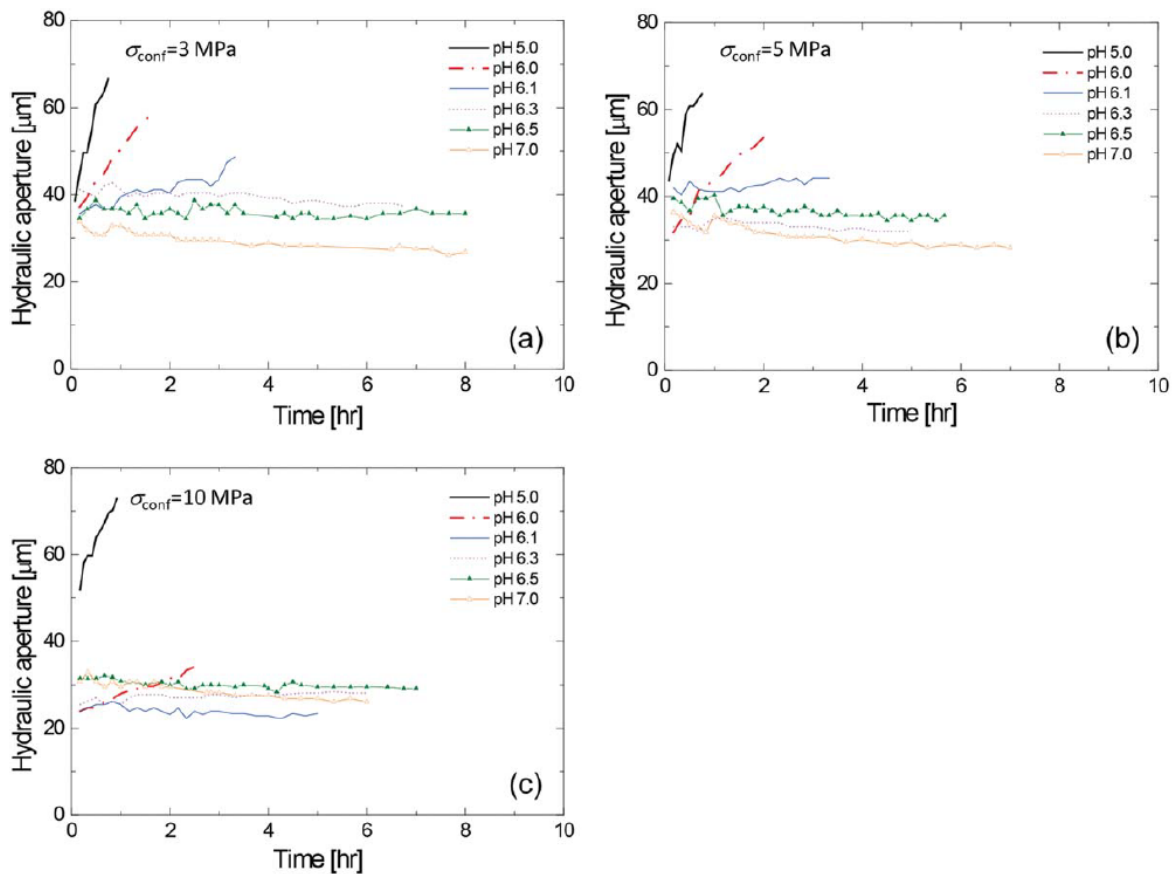 80
60
40
20
0
Hydraulic aperture [μm]
σconf=3 MPa
pH 5.0
pH 6.0
pH 6.1
pH 6.3
pH 6.5
pH 7.0
(a)
0 2 4 6 8 10
Time [hr]
80
60
40
20
0
Hydraulic aperture [μm]
σconf=5 MPa
pH 5.0
pH 6.0
pH 6.1
pH 6.3
pH 6.5
pH 7.0
(b)
0 2 4 6 8 10
Time [hr]
80
60
40
20
0
Hydraulic aperture [μm]
σconf=10 MPa
pH 5.0
pH 6.0
pH 6.1
pH 6.3
pH 6.5
pH 7.0
(c)
0 2 4 6 8 10
Time [hr]